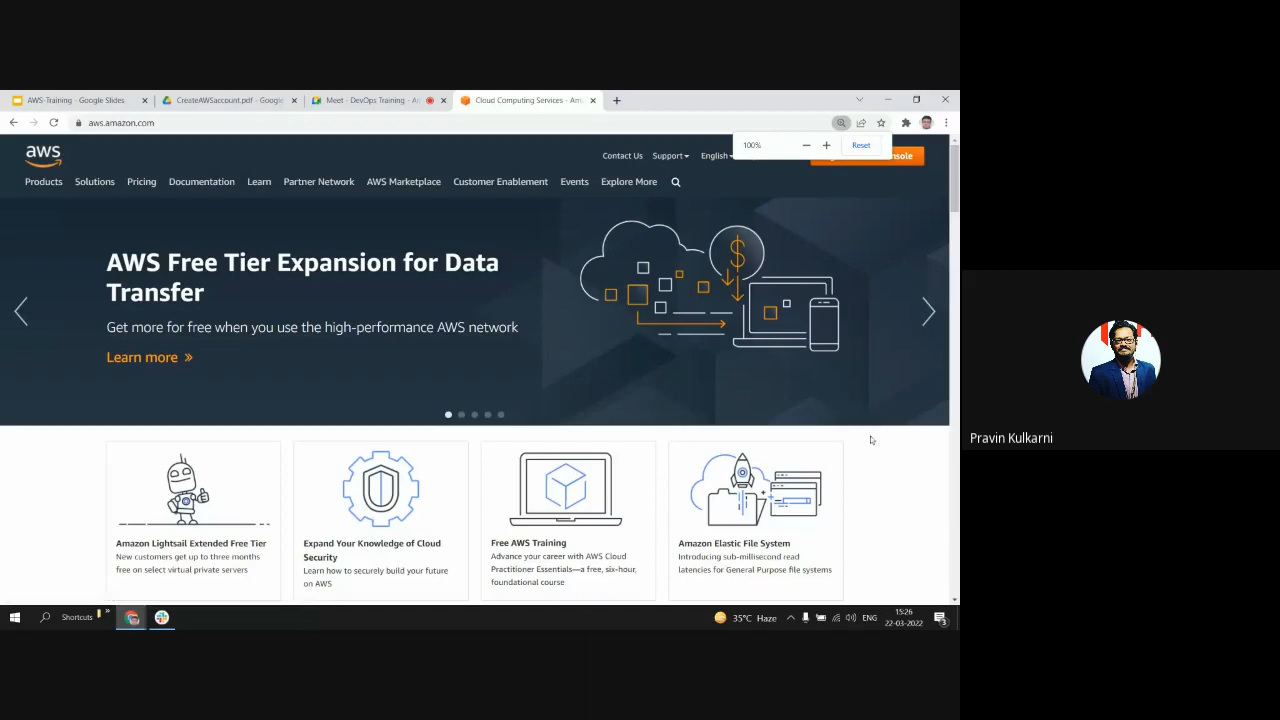 AWS-Training - Google Slides
CreateAWSaccount.pdf - Google
Meet - DevOps Training - Am
Cloud Computing Services - Ama
aws.amazon.com
100%
Reset
aws
Contact Us
Support
English
Products
Solutions
Pricing
Documentation
Learn
Partner Network
AWS Marketplace
Customer Enablement
Events
Explore More
AWS Free Tier Expansion for Data
Transfer
Get more for free when you use the high-performance AWS network
Learn more »
$
Amazon Lightsail Extended Free Tier
New customers get up to three months
free on select virtual private servers
Expand Your Knowledge of Cloud
Security
Learn how to securely build your future
on AWS
Free AWS Training
Advance your career with AWS Cloud
Practitioner Essentials—a free, six-hour,
foundational course
Amazon Elastic File System
Introducing sub-millisecond read
latencies for General Purpose file systems
Shortcuts
35°C Haze
ENG
15:26
22-03-2022
3
Pravin Kulkarni